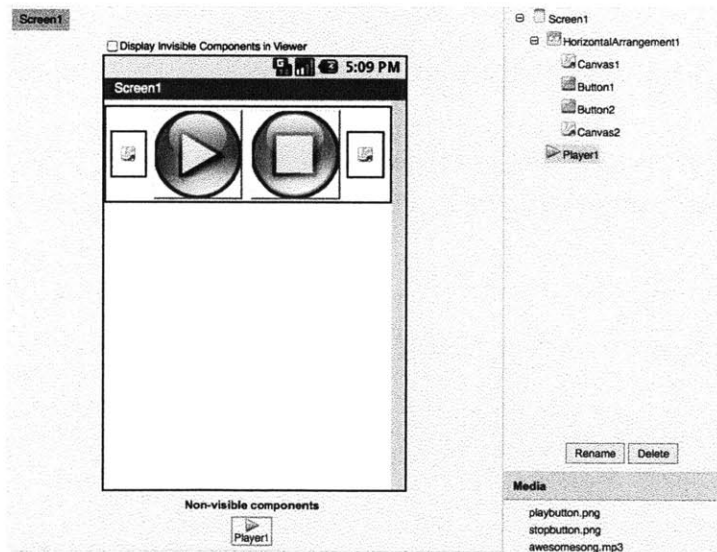 Screen1
Display Invisible Components in Viewer
5:09 PM
Screen1
Non-visible components
Player1
Screen1
HorizontalArrangement1
Canvas1
Button1
Button2
Canvas2
Player1
Rename Delete
Media
playbutton.png
stopbutton.png
awesomesong.mp3